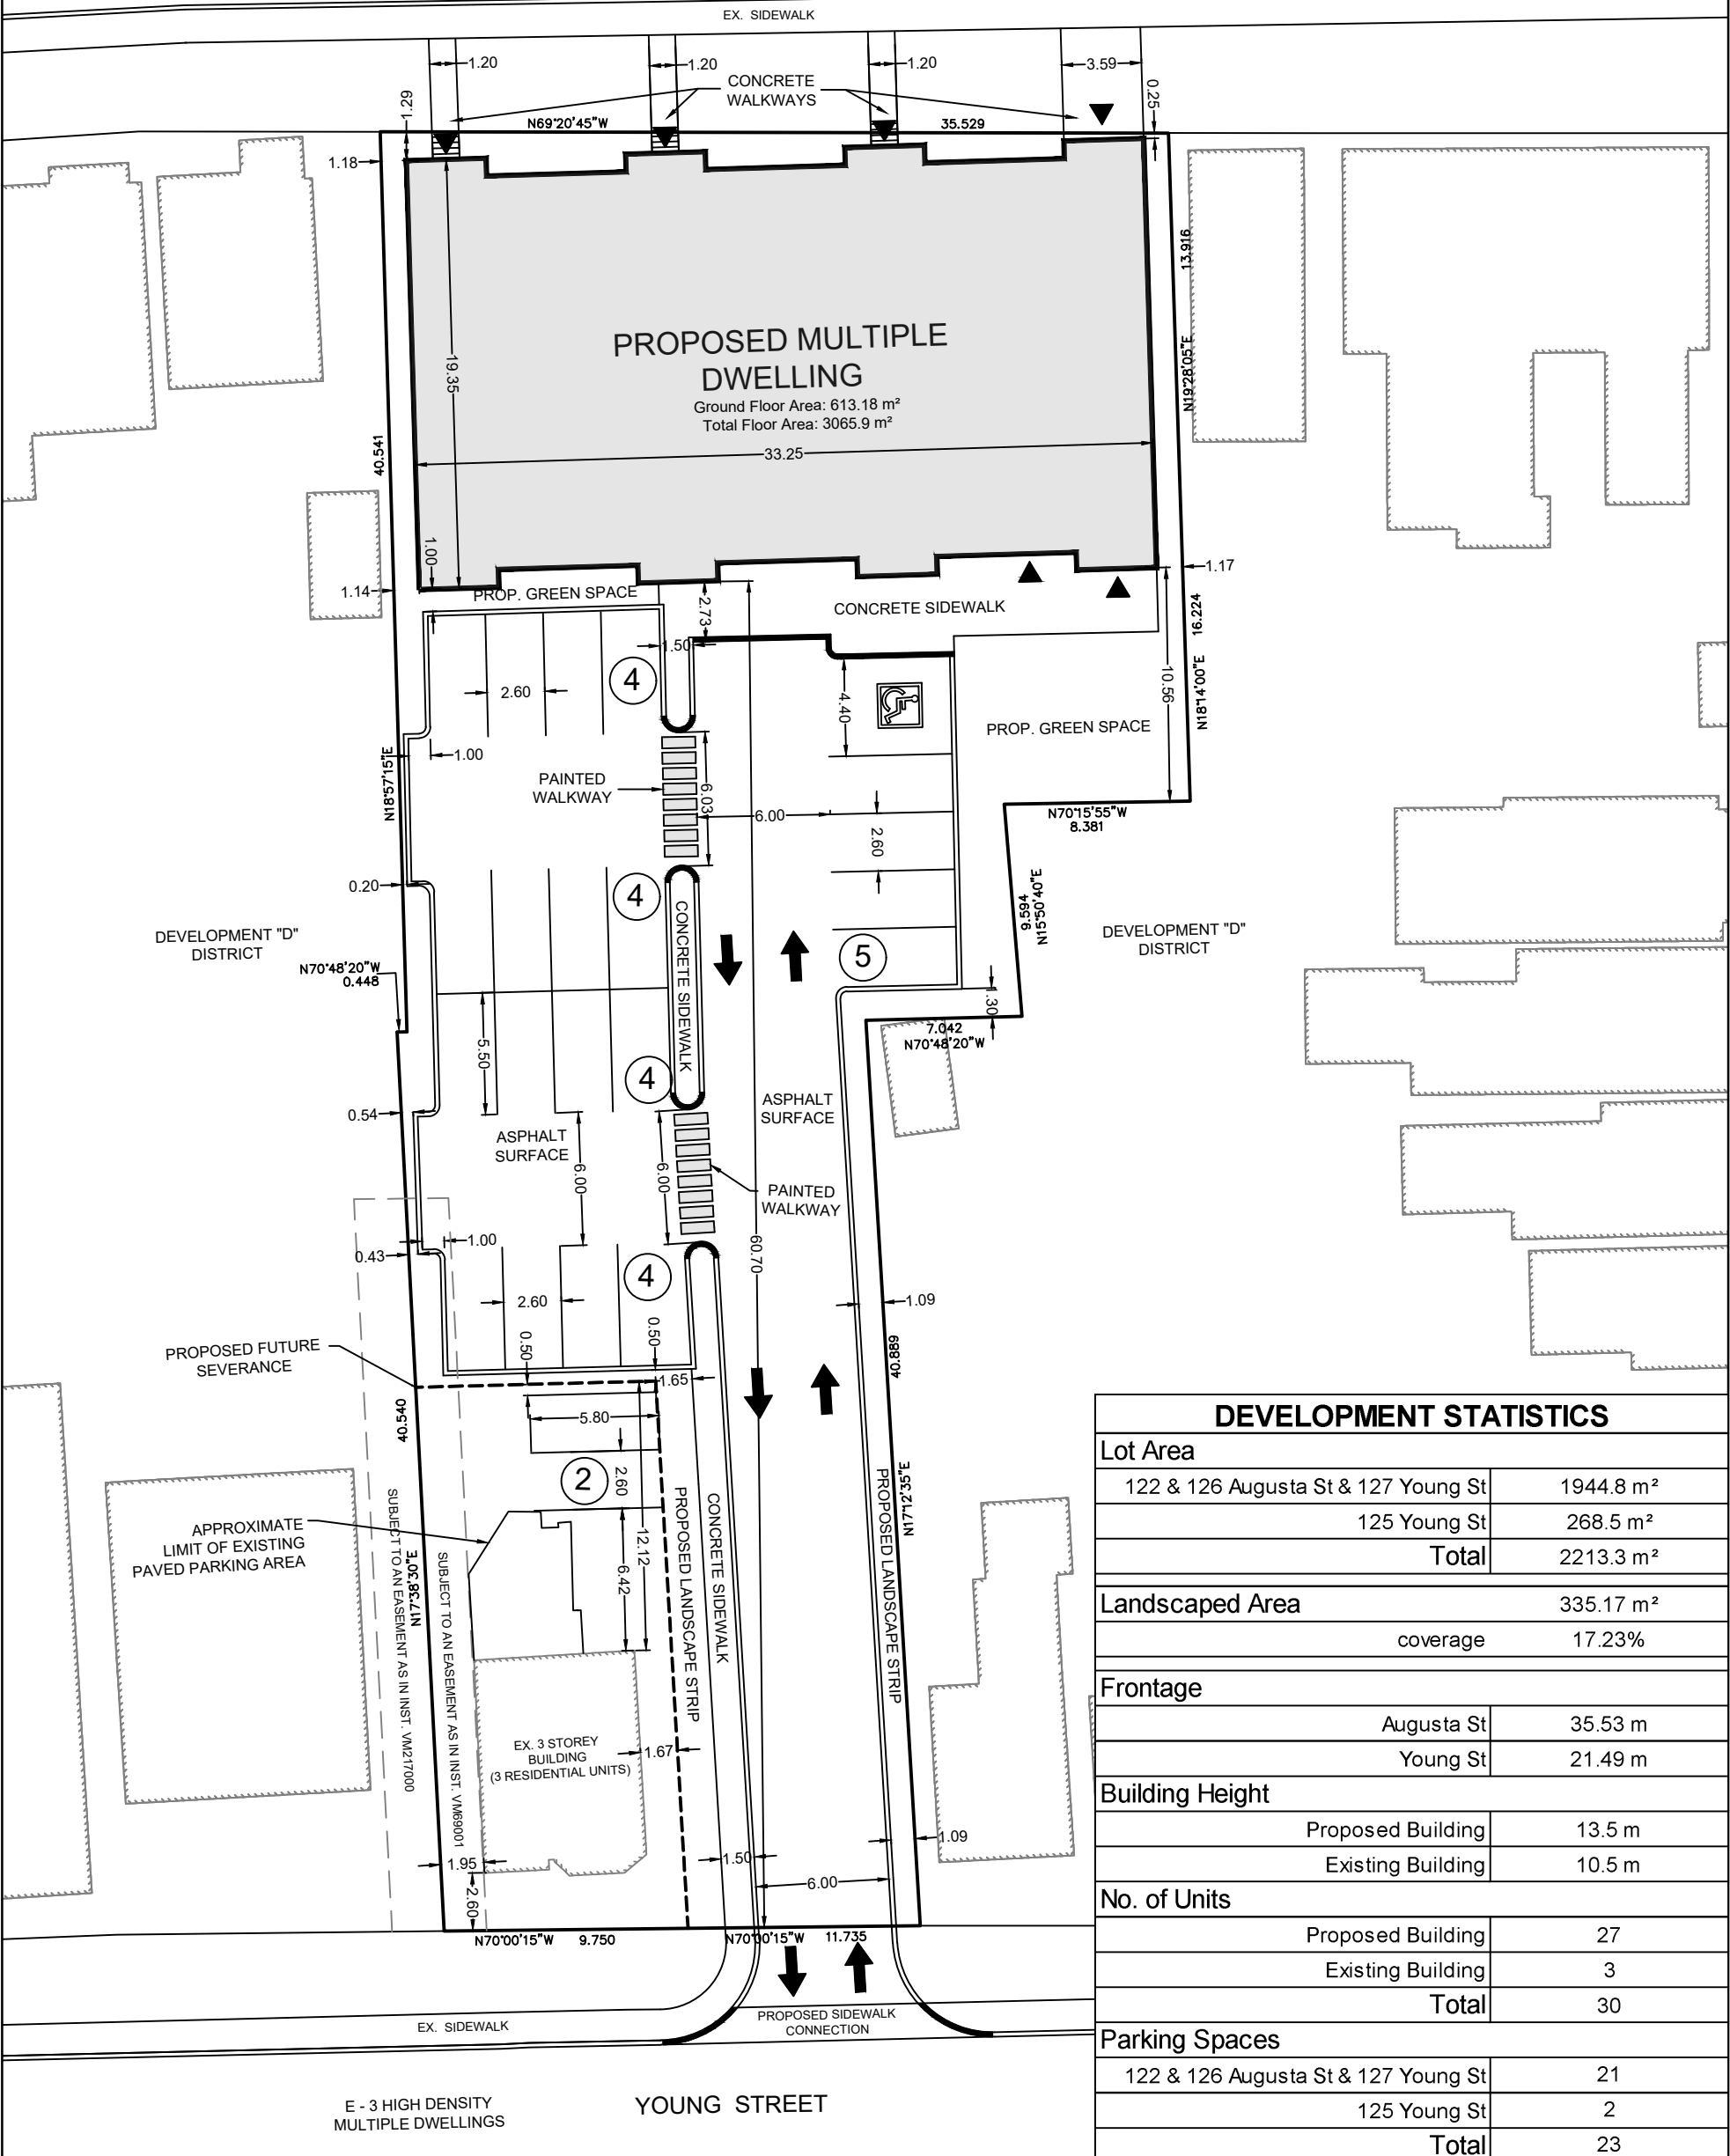 EX. SIDEWALK
1.20
1.20
1.20
3.59
CONCRETE
WALKWAYS
1.29
0.25
N69°20'45"W
35.529
1.18
13.916
N19°28'05"E
19.35
PROPOSED MULTIPLE
DWELLING
Ground Floor Area: 613.18 m²
Total Floor Area: 3065.9 m²
33.25
40.541
1.00
1.14
PROP. GREEN SPACE
2.73
CONCRETE SIDEWALK
1.17
16.224
N18°14'00"E
1.50
4
2.60
4.40
10.56
PROP. GREEN SPACE
1.00
N18°57'15"E
PAINTED
WALKWAY
6.03
6.00
2.60
N70°15'55"W
8.381
0.20
4
CONCRETE SIDEWALK
9.594
N15°50'40"E
DEVELOPMENT "D"
DISTRICT
DEVELOPMENT "D"
DISTRICT
5
N70°48'20"W
0.448
1.30
7.042
N70°48'20"W
5.50
4
0.54
ASPHALT
SURFACE
ASPHALT
SURFACE
6.00
6.00
PAINTED
WALKWAY
60.70
1.00
0.43
4
2.60
1.09
0.50
0.50
40.889
PROPOSED FUTURE
SEVERANCE
1.65
5.80
40.540
2
2.60
N17°12'35"E
PROPOSED LANDSCAPE STRIP
CONCRETE SIDEWALK
PROPOSED LANDSCAPE STRIP
APPROXIMATE
LIMIT OF EXISTING
PAVED PARKING AREA
12.12
6.42
N17°38'30"E
SUBJECT TO AN EASEMENT AS IN INST. VM217000
SUBJECT TO AN EASEMENT AS IN INST. VM69001
EX. 3 STOREY
BUILDING
(3 RESIDENTIAL UNITS)
1.67
1.09
1.95
1.50
6.00
2.60
N70°00'15"W 9.750
N70°00'15"W 11.735
EX. SIDEWALK
PROPOSED SIDEWALK
CONNECTION
E - 3 HIGH DENSITY
MULTIPLE DWELLINGS
YOUNG STREET
DEVELOPMENT STATISTICS
Lot Area
122 & 126 Augusta St & 127 Young St 1944.8 m²
125 Young St 268.5 m²
Total 2213.3 m²
Landscaped Area 335.17 m²
coverage 17.23%
Frontage
Augusta St 35.53 m
Young St 21.49 m
Building Height
Proposed Building 13.5 m
Existing Building 10.5 m
No. of Units
Proposed Building 27
Existing Building 3
Total 30
Parking Spaces
122 & 126 Augusta St & 127 Young St 21
125 Young St 2
Total 23